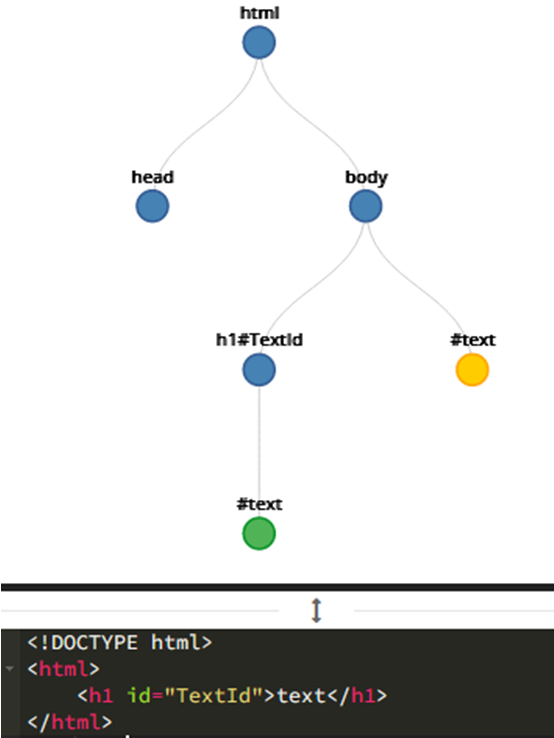 html
head body
h1#TextId #text
#text
<!DOCTYPE html>
<html>
    <h1 id="TextId">text</h1>
</html>